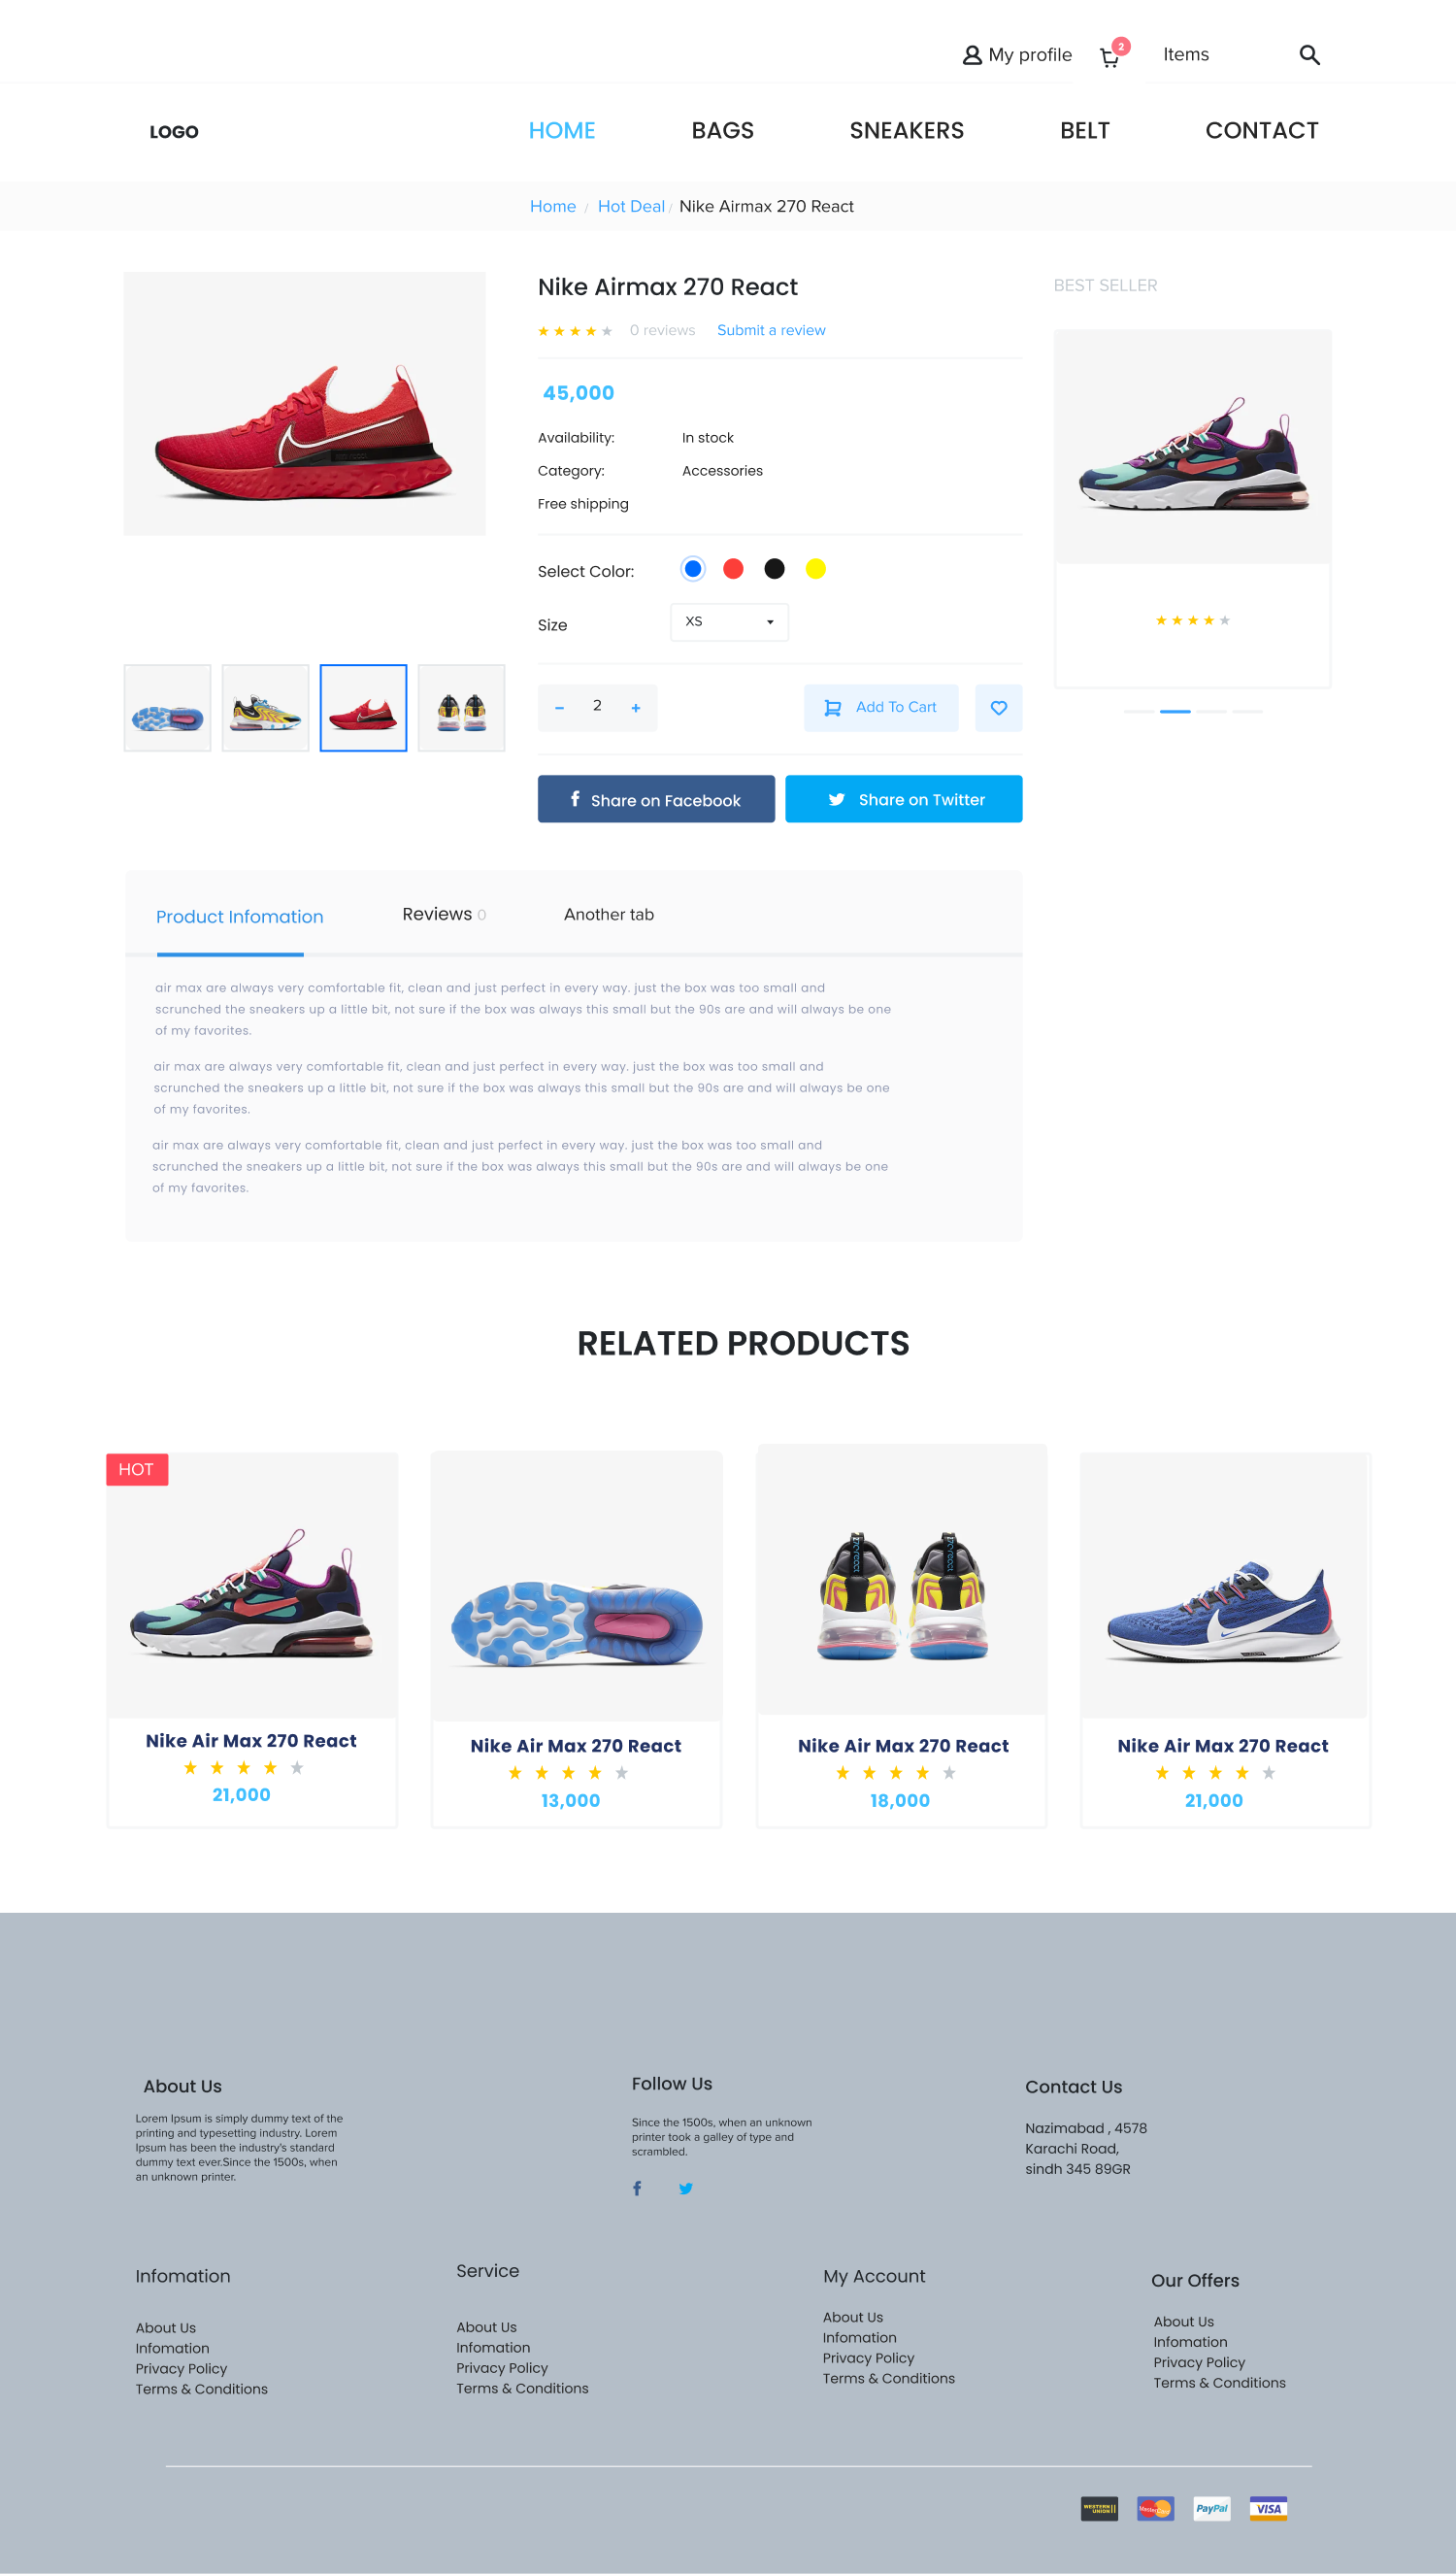 My profile
2
Items
LOGO
HOME
BAGS
SNEAKERS
BELT
CONTACT
Home / Hot Deal / Nike Airmax 270 React
Nike Airmax 270 React
0 reviews
Submit a review
45,000
Availability:
In stock
Category:
Accessories
Free shipping
Select Color:
Size
XS
2
Add To Cart
Share on Facebook
Share on Twitter
BEST SELLER
Product Infomation
Reviews 0
Another tab
air max are always very comfortable fit, clean and just perfect in every way. just the box was too small and
scrunched the sneakers up a little bit, not sure if the box was always this small but the 90s are and will always be one
of my favorites.
air max are always very comfortable fit, clean and just perfect in every way. just the box was too small and
scrunched the sneakers up a little bit, not sure if the box was always this small but the 90s are and will always be one
of my favorites.
air max are always very comfortable fit, clean and just perfect in every way. just the box was too small and
scrunched the sneakers up a little bit, not sure if the box was always this small but the 90s are and will always be one
of my favorites.
RELATED PRODUCTS
HOT
Nike Air Max 270 React
21,000
Nike Air Max 270 React
13,000
Nike Air Max 270 React
18,000
Nike Air Max 270 React
21,000
About Us
Lorem Ipsum is simply dummy text of the
printing and typesetting industry. Lorem
Ipsum has been the industry's standard
dummy text ever.Since the 1500s, when
an unknown printer.
Follow Us
Since the 1500s, when an unknown
printer took a galley of type and
scrambled.
Contact Us
Nazimabad , 4578
Karachi Road,
sindh 345 89GR
Infomation
About Us
Infomation
Privacy Policy
Terms & Conditions
Service
About Us
Infomation
Privacy Policy
Terms & Conditions
My Account
About Us
Infomation
Privacy Policy
Terms & Conditions
Our Offers
About Us
Infomation
Privacy Policy
Terms & Conditions
WESTERN
UNION
MasterCard
PayPal
VISA